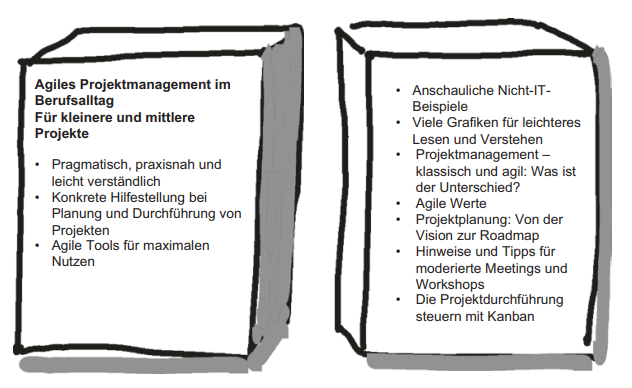 Agiles Projektmanagement im
Berufsalltag
Für kleinere und mittlere
Projekte
• Pragmatisch, praxisnah und
leicht verständlich
• Konkrete Hilfestellung bei
Planung und Durchführung von
Projekten
• Agile Tools für maximalen
Nutzen
• Anschauliche Nicht-IT-
Beispiele
• Viele Grafiken für leichteres
Lesen und Verstehen
• Projektmanagement –
klassisch und agil: Was ist
der Unterschied?
• Agile Werte
• Projektplanung: Von der
Vision zur Roadmap
• Hinweise und Tipps für
moderierte Meetings und
Workshops
• Die Projektdurchführung
steuern mit Kanban